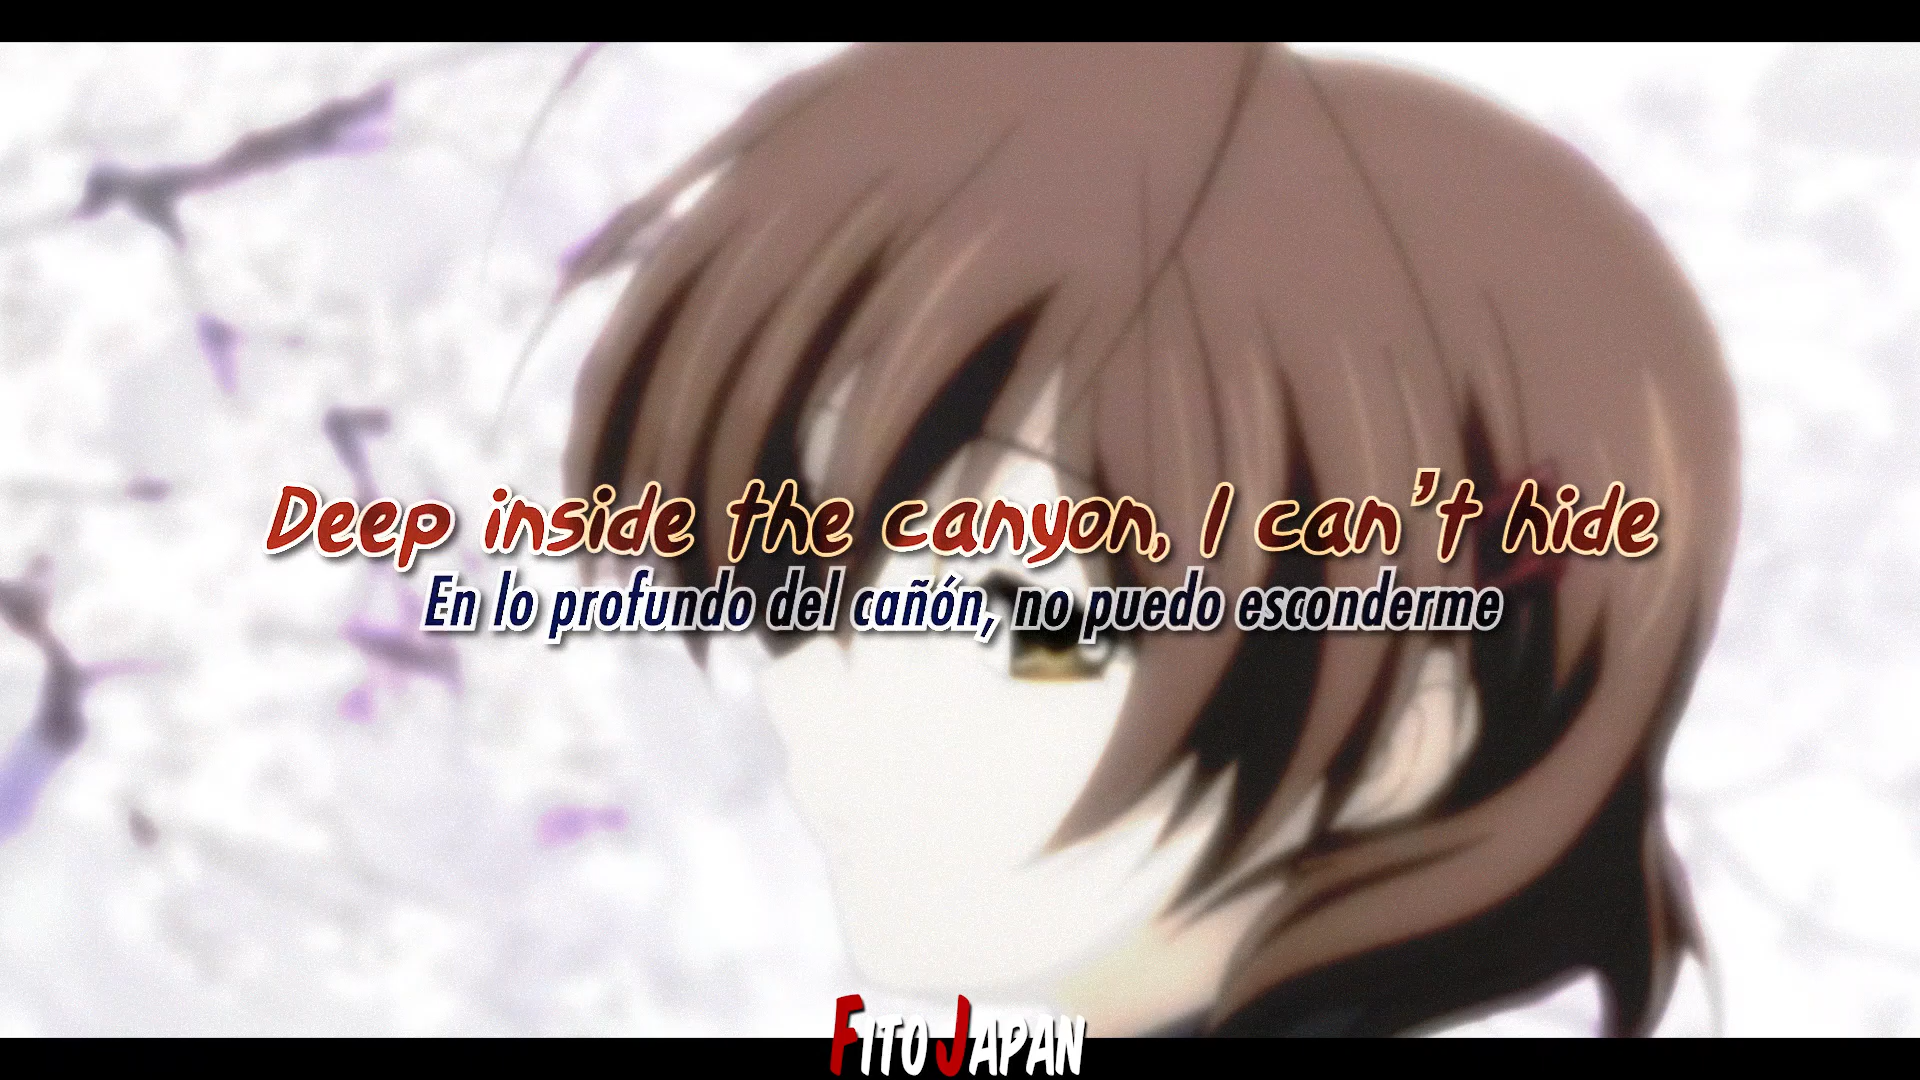 Deep inside the canyon, I can't hide
En lo profundo del cañón, no puedo esconderme
FITO JAPAN